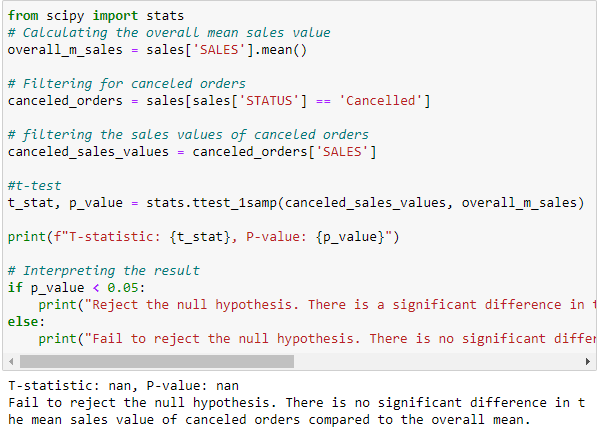 from scipy import stats
# Calculating the overall mean sales value
overall_m_sales = sales['SALES'].mean()
# Filtering for canceled orders
canceled_orders = sales[sales['STATUS'] == 'Cancelled']
# filtering the sales values of canceled orders
canceled_sales_values = canceled_orders['SALES']
#t-test
t_stat, p_value = stats.ttest_1samp(canceled_sales_values, overall_m_sales)
print(f"T-statistic: {t_stat}, P-value: {p_value}")
# Interpreting the result
if p_value < 0.05:
    print("Reject the null hypothesis. There is a significant difference in
else:
    print("Fail to reject the null hypothesis. There is no significant differ
T-statistic: nan, P-value: nan
Fail to reject the null hypothesis. There is no significant difference in t
he mean sales value of canceled orders compared to the overall mean.